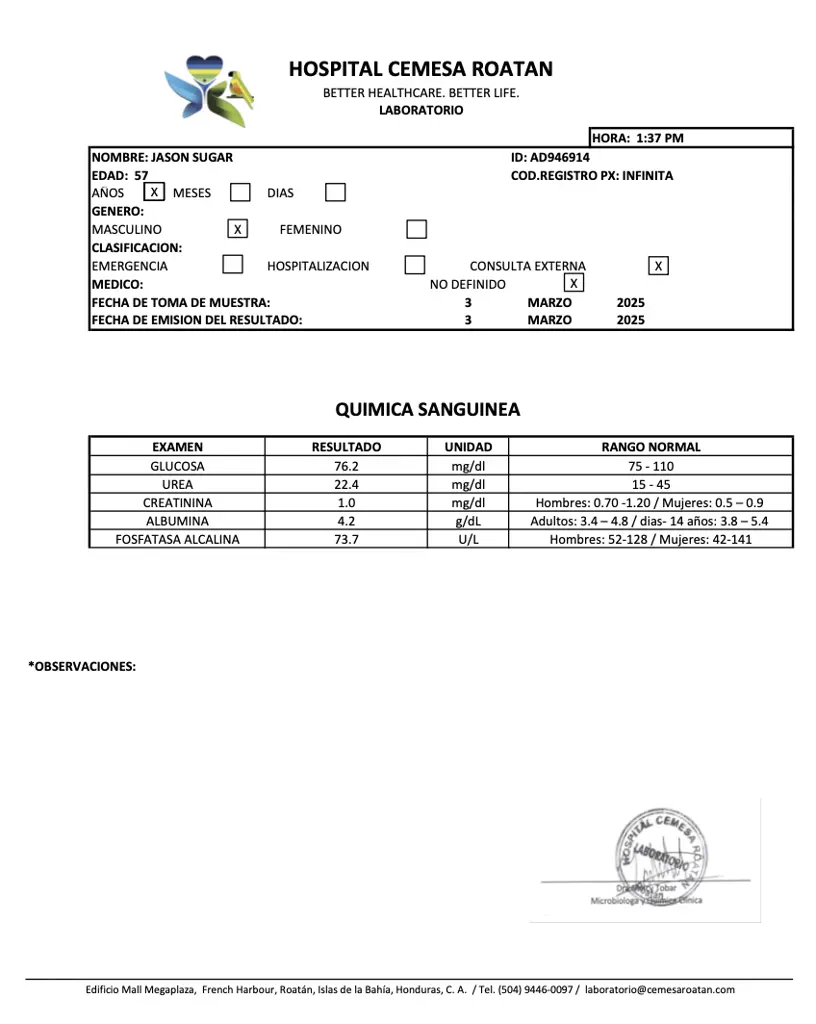 HOSPITAL CEMESA ROATAN
BETTER HEALTHCARE. BETTER LIFE.
LABORATORIO
HORA: 1:37 PM
NOMBRE: JASON SUGAR ID: AD946914
EDAD: 57 COD.REGISTRO PX: INFINITA
AÑOS X MESES DIAS
GENERO:
MASCULINO X FEMENINO
CLASIFICACION:
EMERGENCIA HOSPITALIZACION CONSULTA EXTERNA X
MEDICO: NO DEFINIDO X
FECHA DE TOMA DE MUESTRA: 3 MARZO 2025
FECHA DE EMISION DEL RESULTADO: 3 MARZO 2025
QUIMICA SANGUINEA
EXAMEN RESULTADO UNIDAD RANGO NORMAL
GLUCOSA 76.2 mg/dl 75 - 110
UREA 22.4 mg/dl 15 - 45
CREATININA 1.0 mg/dl Hombres: 0.70 -1.20 / Mujeres: 0.5 – 0.9
ALBUMINA 4.2 g/dL Adultos: 3.4 – 4.8 / dias- 14 años: 3.8 – 5.4
FOSFATASA ALCALINA 73.7 U/L Hombres: 52-128 / Mujeres: 42-141
*OBSERVACIONES:
HOSPITAL CEMESA ROATAN
LABORATORIO
Tobar
Microbiologa y Química Clinica
Edificio Mall Megaplaza, French Harbour, Roatán, Islas de la Bahía, Honduras, C. A. / Tel. (504) 9446-0097 / laboratorio@cemesaroatan.com